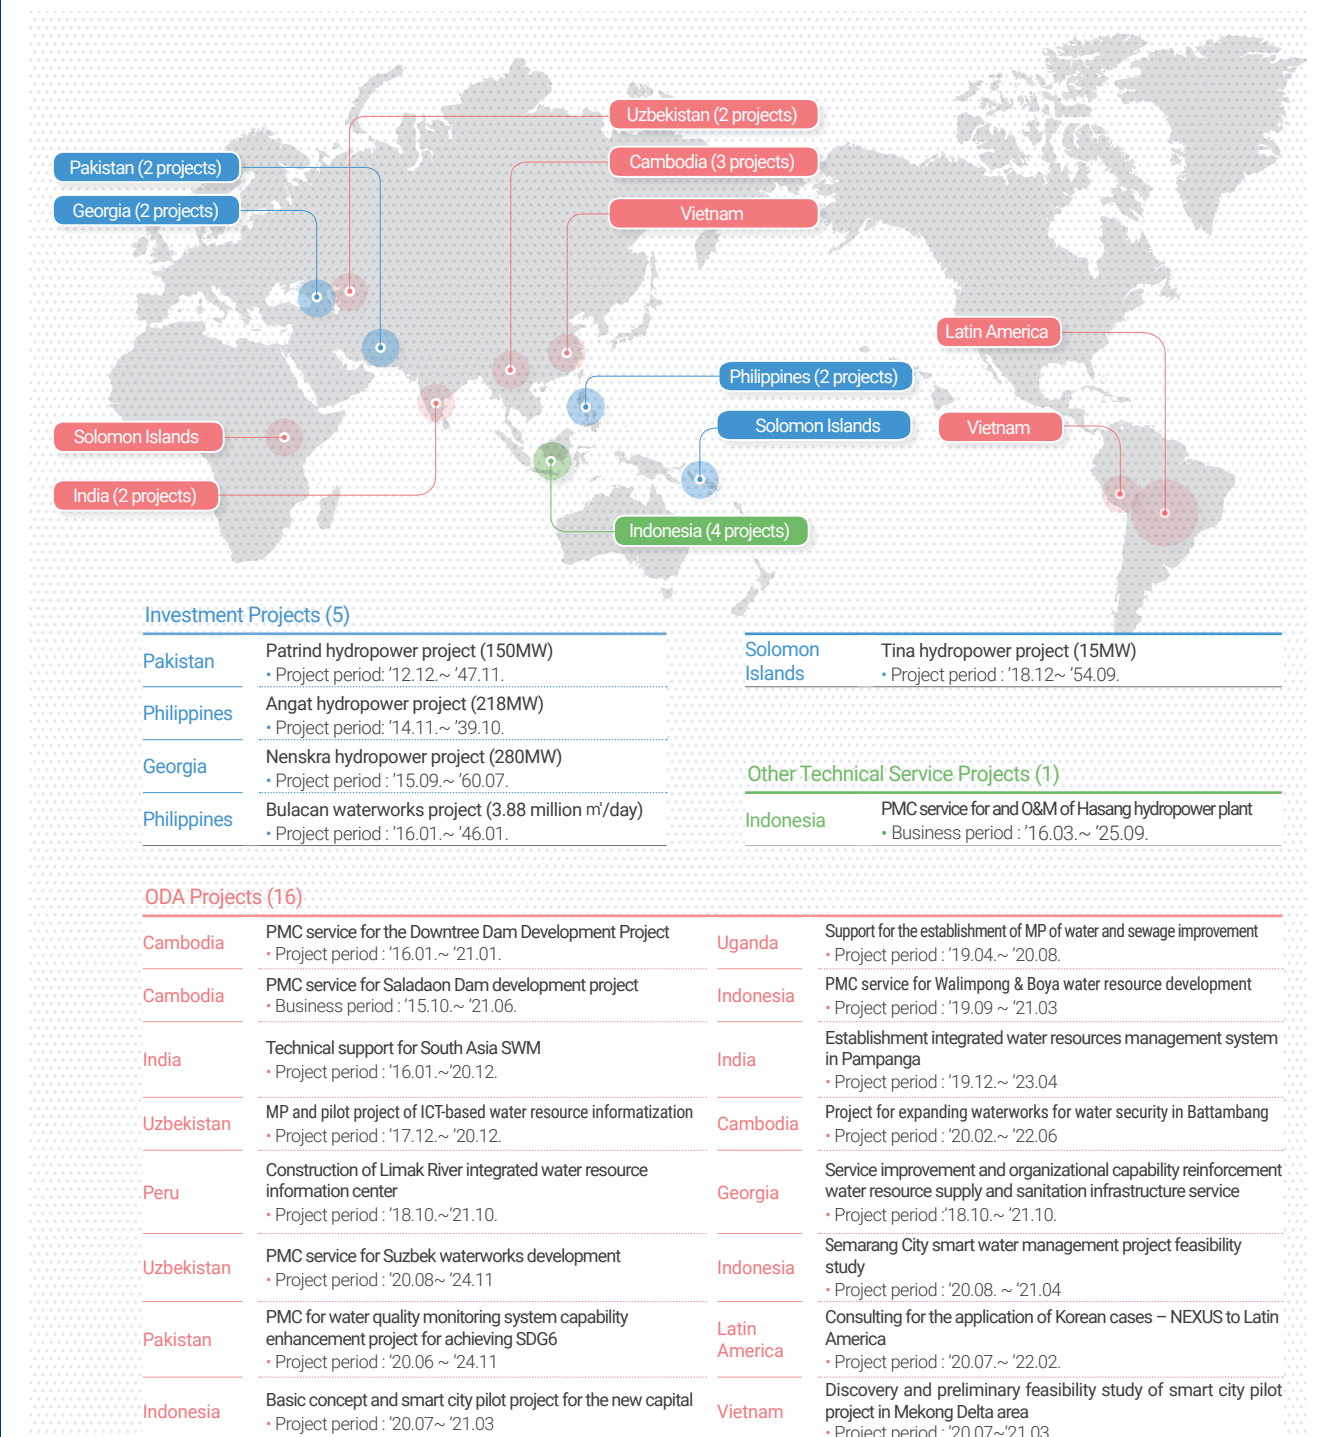 Uzbekistan (2 projects)
Cambodia (3 projects)
Pakistan (2 projects)
Georgia (2 projects)
Vietnam
Latin America
Philippines (2 projects)
Solomon Islands
Vietnam
Solomon Islands
India (2 projects)
Indonesia (4 projects)
Investment Projects (5)
Pakistan
Patrind hydropower project (150MW)
• Project period: ’12.12.~ ’47.11.
Philippines
Angat hydropower project (218MW)
• Project period: ’14.11.~ ’39.10.
Georgia
Nenskra hydropower project (280MW)
• Project period : ’15.09.~ ’60.07.
Philippines
Bulacan waterworks project (3.88 million ㎥/day)
• Project period: ’16.01.~ ’46.01.
Solomon
Islands
Tina hydropower project (15MW)
• Project period : ’18.12~ ’54.09.
Other Technical Service Projects (1)
Indonesia
PMC service for and O&M of Hasang hydropower plant
• Business period : ’16.03.~ ’25.09.
ODA Projects (16)
Cambodia
PMC service for the Downtree Dam Development Project
• Project period : ’16.01.~ ’21.01.
Cambodia
PMC service for Saladaon Dam development project
• Business period : ’15.10.~ ’21.06.
India
Technical support for South Asia SWM
• Project period : ’16.01.~’20.12.
Uzbekistan
MP and pilot project of ICT-based water resource informatization
• Project period : ’17.12.~ ’20.12.
Peru
Construction of Limak River integrated water resource
information center
• Project period : ’18.10.~’21.10.
Uzbekistan
PMC service for Suzbek waterworks development
• Project period : ’20.08~ ’24.11
Pakistan
PMC for water quality monitoring system capability
enhancement project for achieving SDG6
• Project period : ’20.06 ~ ’24.11
Indonesia
Basic concept and smart city pilot project for the new capital
• Project period : ’20.07~ ’21.03
Uganda
Support for the establishment of MP of water and sewage improvement
• Project period : ’19.04.~ ’20.08.
Indonesia
PMC service for Walimpong & Boya water resource development
• Project period : ’19.09 ~ ’21.03
India
Establishment integrated water resources management system
in Pampanga
• Project period : ’19.12.~ ’23.04
Cambodia
Project for expanding waterworks for water security in Battambang
• Project period : ’20.02.~ ’22.06
Georgia
Service improvement and organizational capability reinforcement
water resource supply and sanitation infrastructure service
• Project period :’18.10.~ ’21.10.
Indonesia
Semarang City smart water management project feasibility
study
• Project period : ’20.08. ~ ’21.04
Latin
America
Consulting for the application of Korean cases – NEXUS to Latin
America
• Project period : ’20.07.~ ’22.02.
Vietnam
Discovery and preliminary feasibility study of smart city pilot
project in Mekong Delta area
• Project period : ’20.07~’21.03